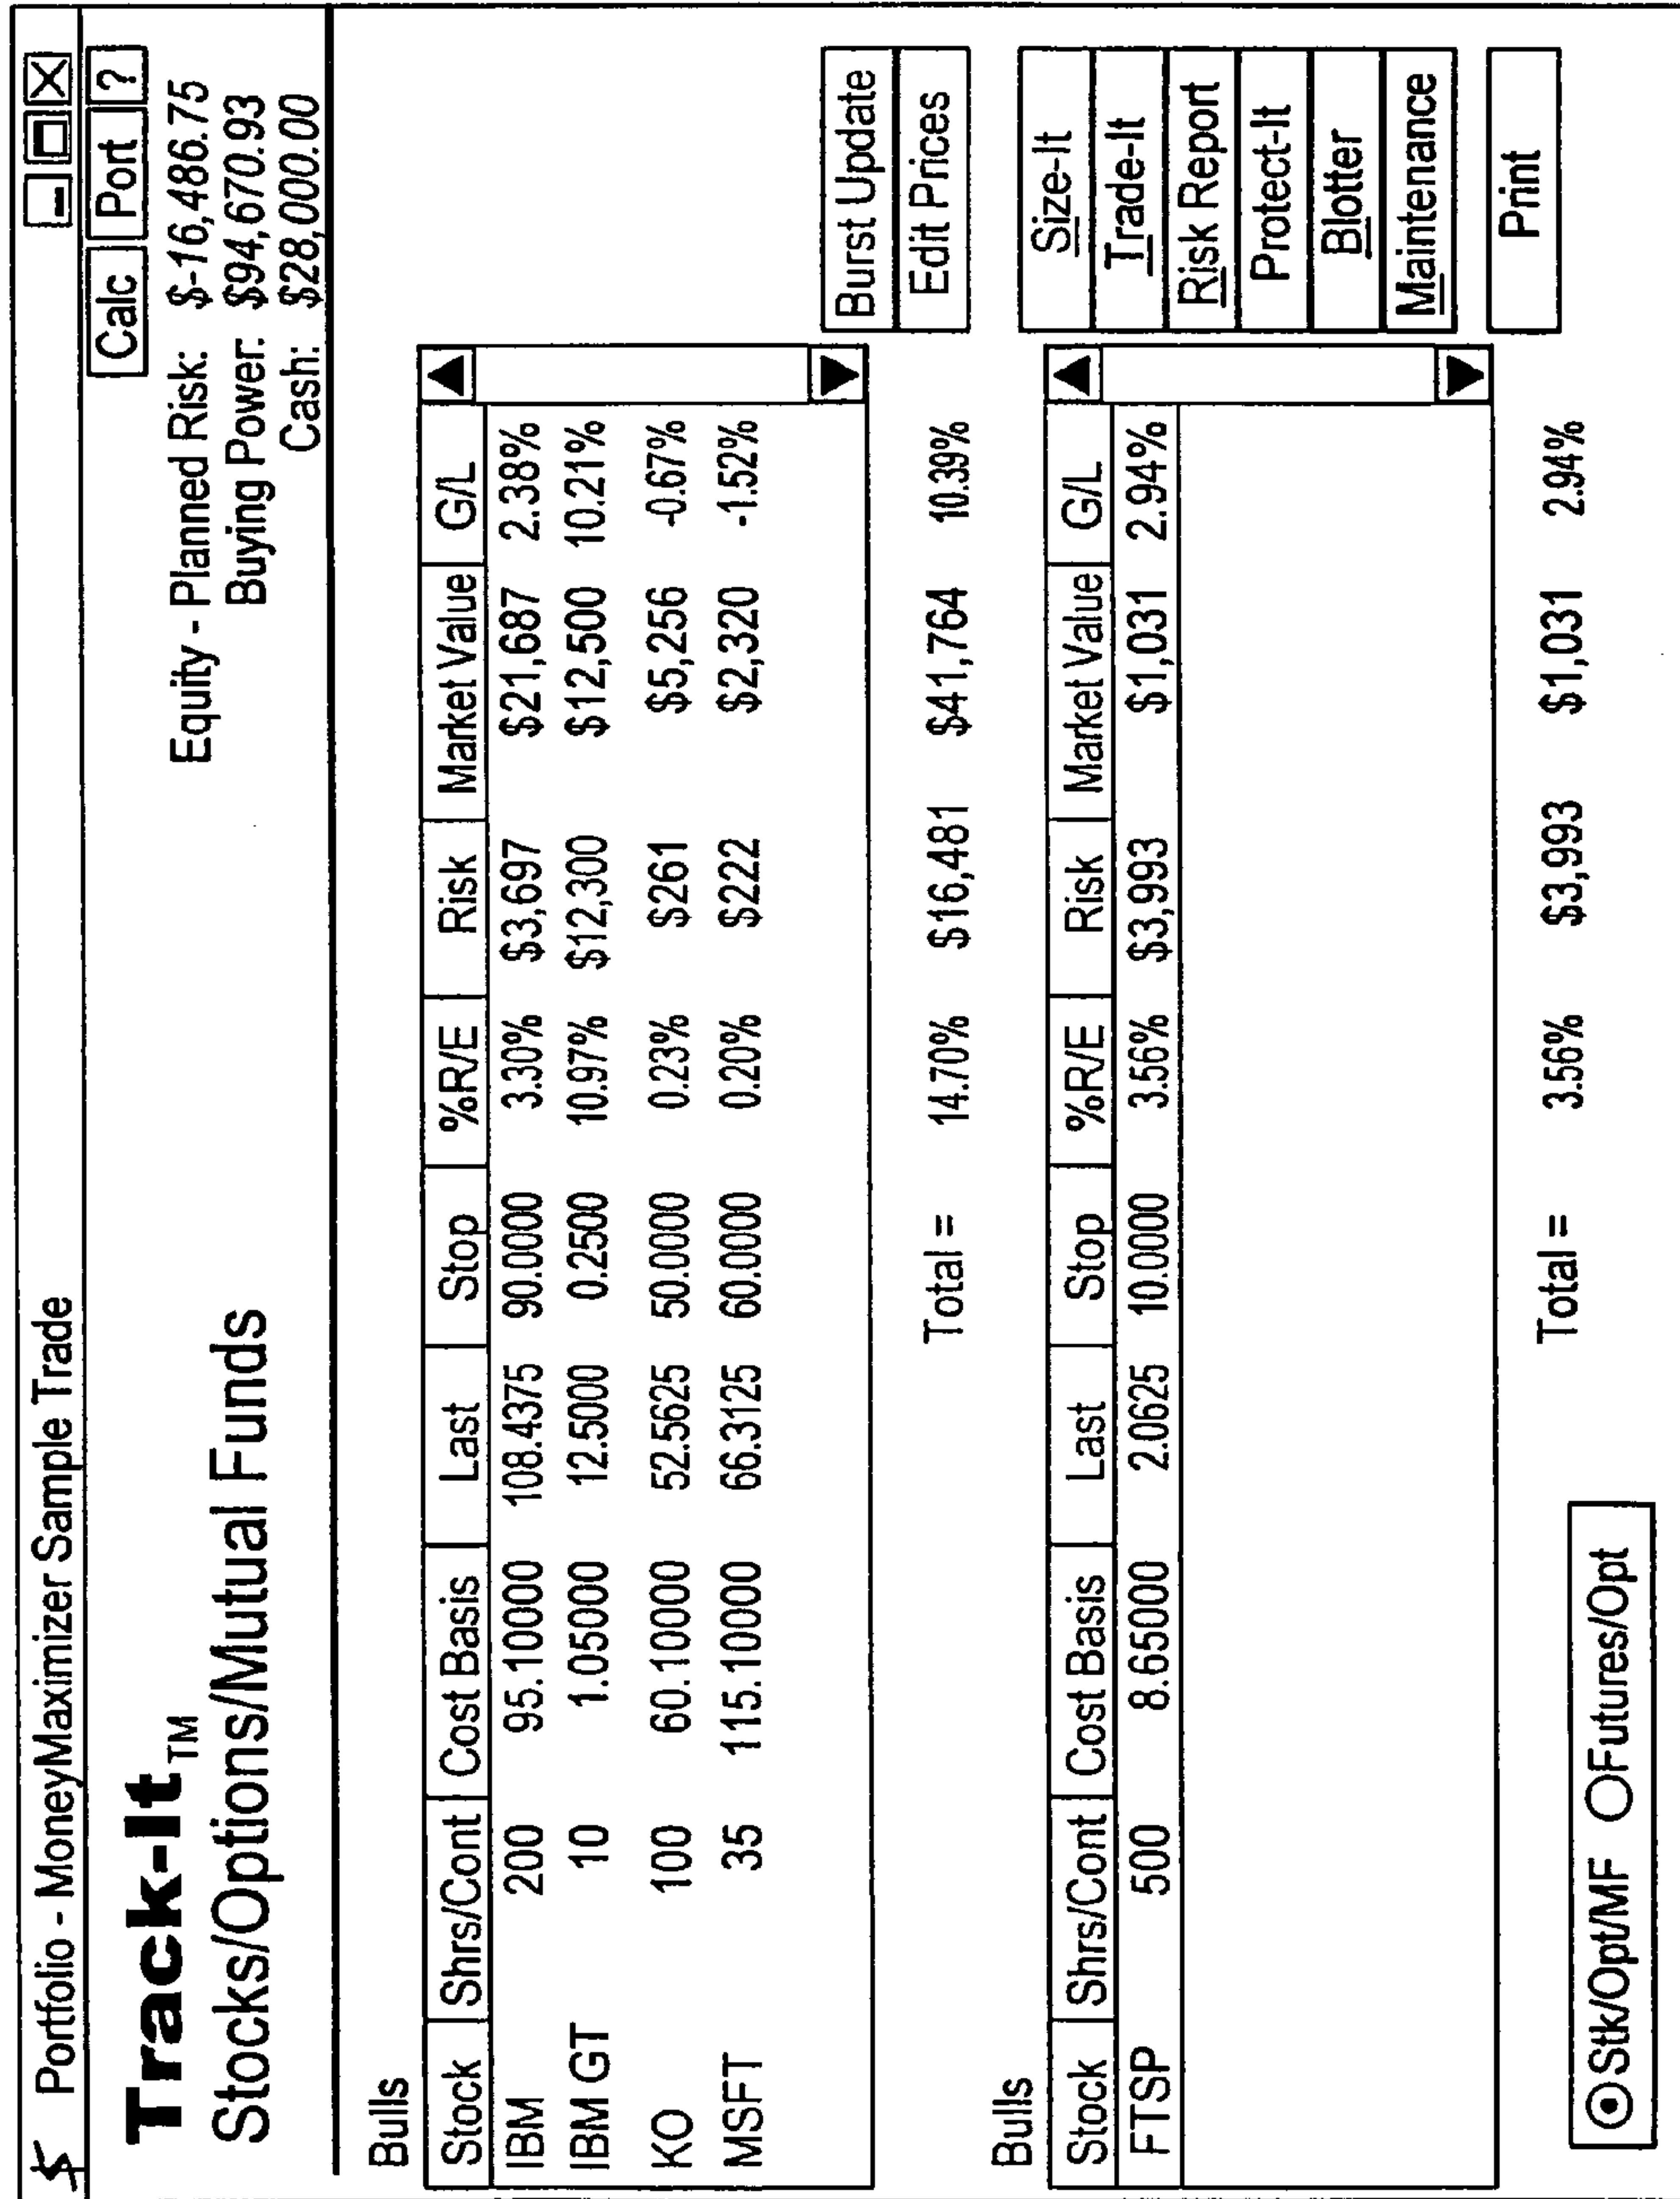 Portfolio - MoneyMaximizer Sample Trade
Calc Port ?
Track-It TM
Stocks/Options/Mutual Funds
Equity - Planned Risk: $-16,486.75
Buying Power: $94,670.93
Cash: $28,000.00
Bulls
Stock Shrs/Cont Cost Basis Last Stop %R/E Risk Market Value G/L
IBM 200 95.10000 108.4375 90.0000 3.30% $3,697 $21,687 2.38%
IBM GT 10 1.05000 12.5000 0.2500 10.97% $12,300 $12,500 10.21%
KO 100 60.10000 52.5625 50.0000 0.23% $261 $5,256 -0.67%
MSFT 35 115.10000 66.3125 60.0000 0.20% $222 $2,320 -1.52%
Total = 14.70% $16,481 $41,764 10.39%
Burst Update
Edit Prices
Bulls
Stock Shrs/Cont Cost Basis Last Stop %R/E Risk Market Value G/L
FTSP 500 8.65000 2.0625 10.0000 3.56% $3,993 $1,031 2.94%
Size-It
Trade-It
Risk Report
Protect-It
Blotter
Maintenance
Print
Total = 3.56% $3,993 $1,031 2.94%
Stk/Opt/MF Futures/Opt